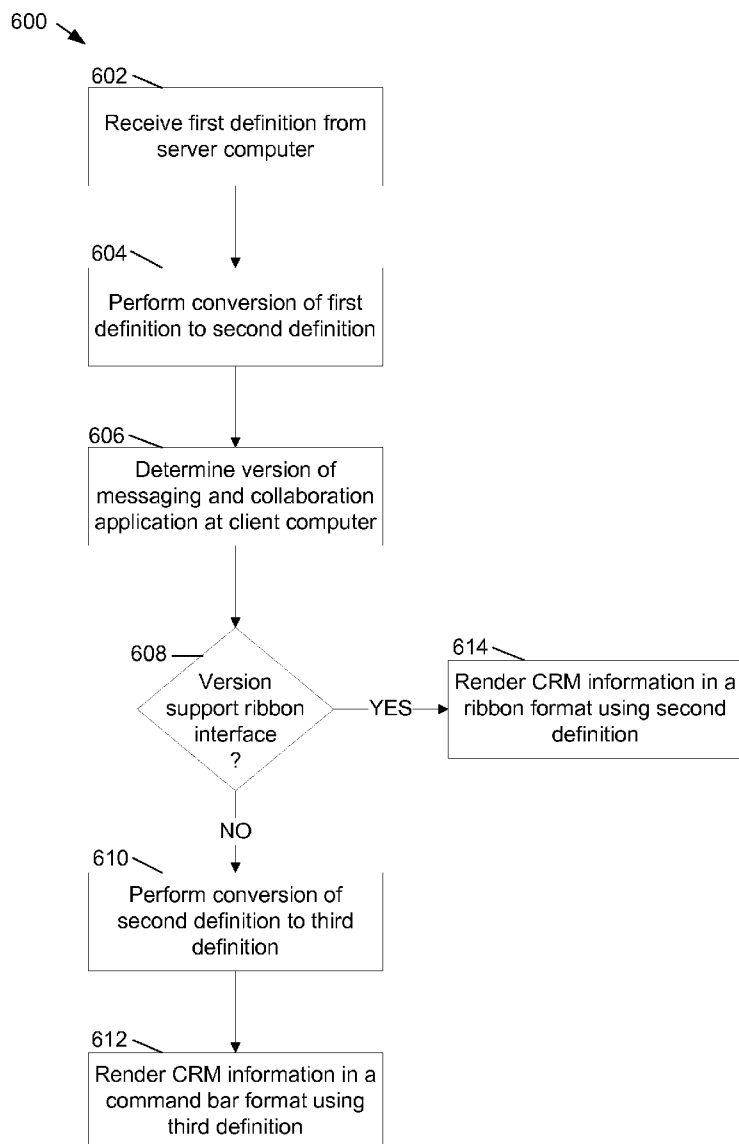 600
602
Receive first definition from
server computer
604
Perform conversion of first
definition to second definition
606
Determine version of
messaging and collaboration
application at client computer
608
Version
support ribbon
interface
?
YES
614
Render CRM information in a
ribbon format using second
definition
NO
610
Perform conversion of
second definition to third
definition
612
Render CRM information in a
command bar format using
third definition